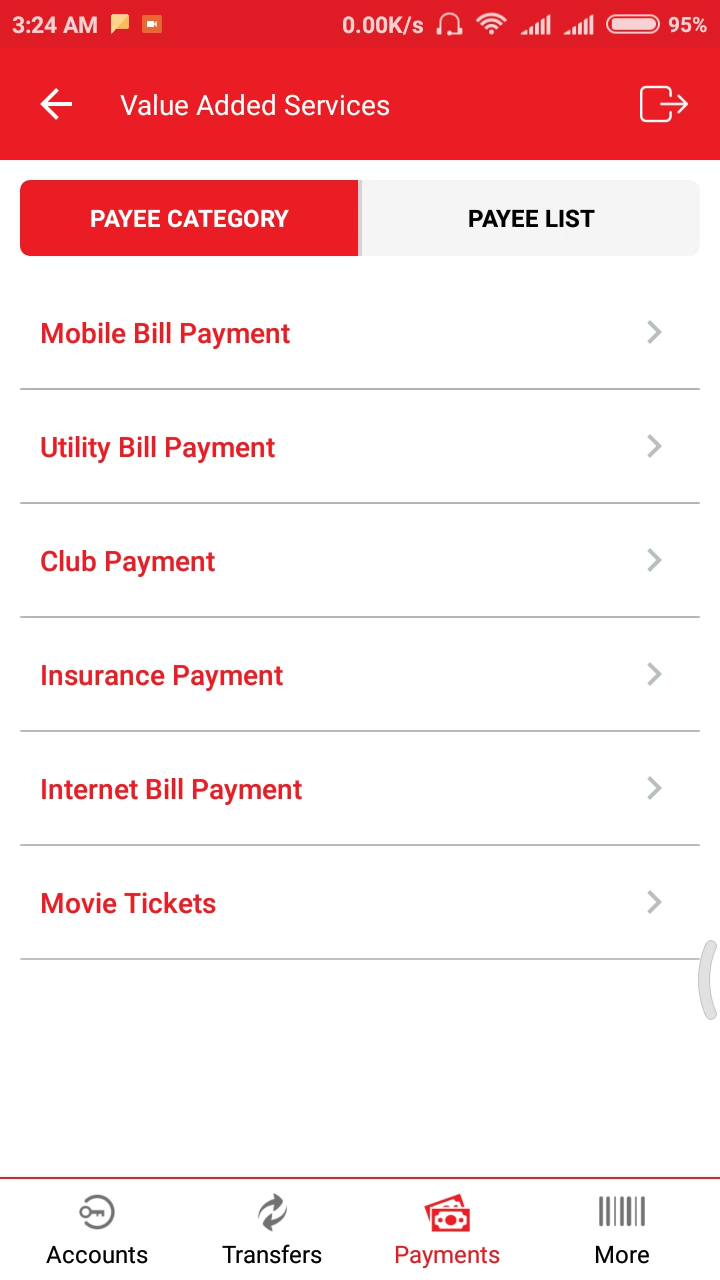 3:24 AM 0.00K/s 95%
Value Added Services
PAYEE CATEGORY PAYEE LIST
Mobile Bill Payment
Utility Bill Payment
Club Payment
Insurance Payment
Internet Bill Payment
Movie Tickets
Accounts Transfers Payments More